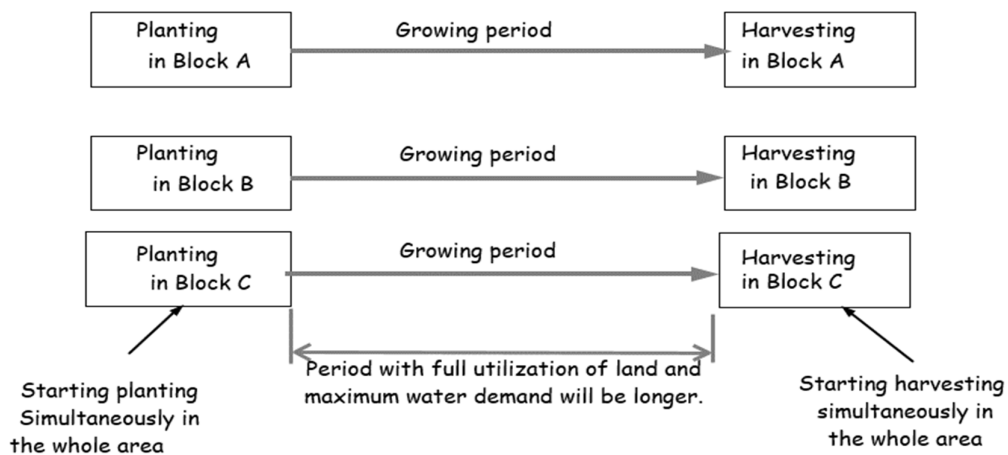 Planting
in Block A
Growing period
Harvesting
in Block A
Planting
in Block B
Growing period
Harvesting
in Block B
Planting
in Block C
Growing period
Harvesting
in Block C
Period with full utilization of land and
maximum water demand will be longer.
Starting planting
Simultaneously in
the whole area
Starting harvesting
simultaneously in
the whole area